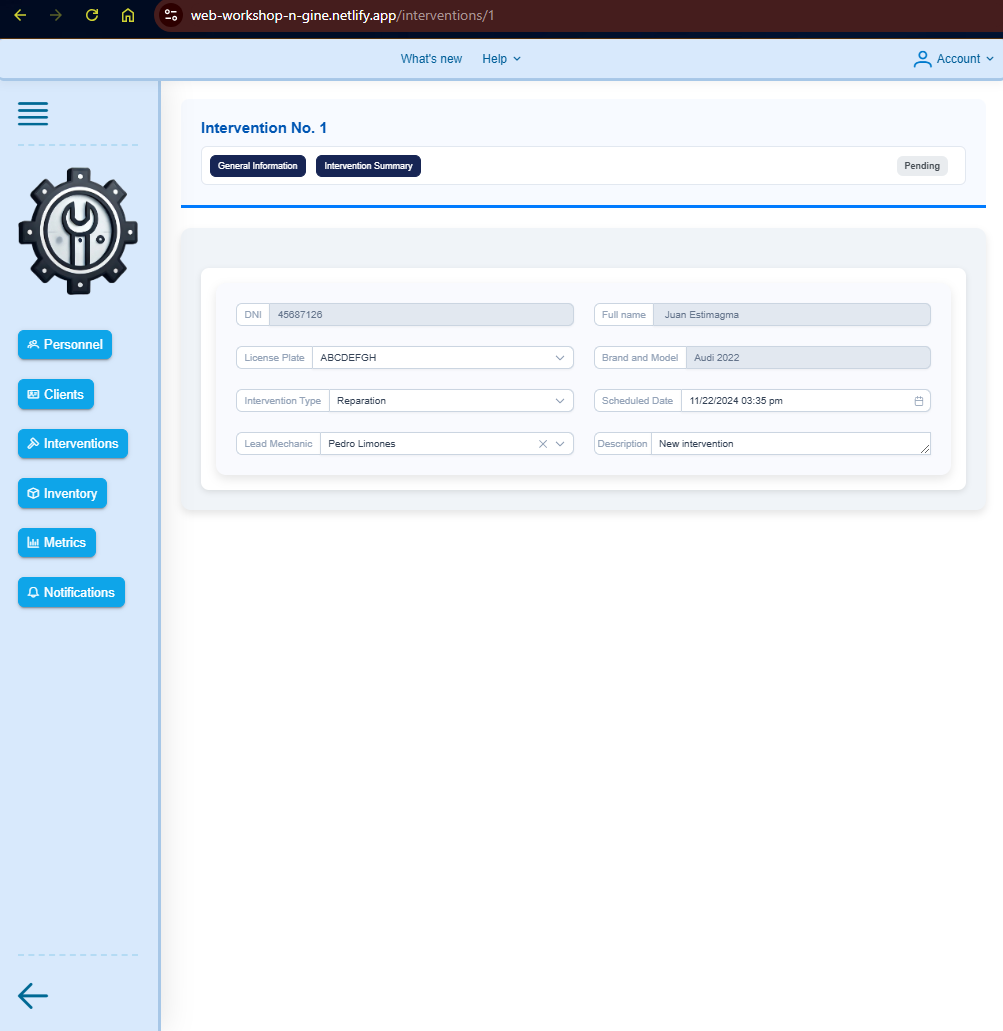 web-workshop-n-gine.netlify.app/interventions/1
What's new Help Account
Intervention No. 1
General Information Intervention Summary Pending
DNI 45687126 Full name Juan Estimagma
License Plate ABCDEFGH Brand and Model Audi 2022
Intervention Type Reparation Scheduled Date 11/22/2024 03:35 pm
Lead Mechanic Pedro Limones Description New intervention
Personnel
Clients
Interventions
Inventory
Metrics
Notifications